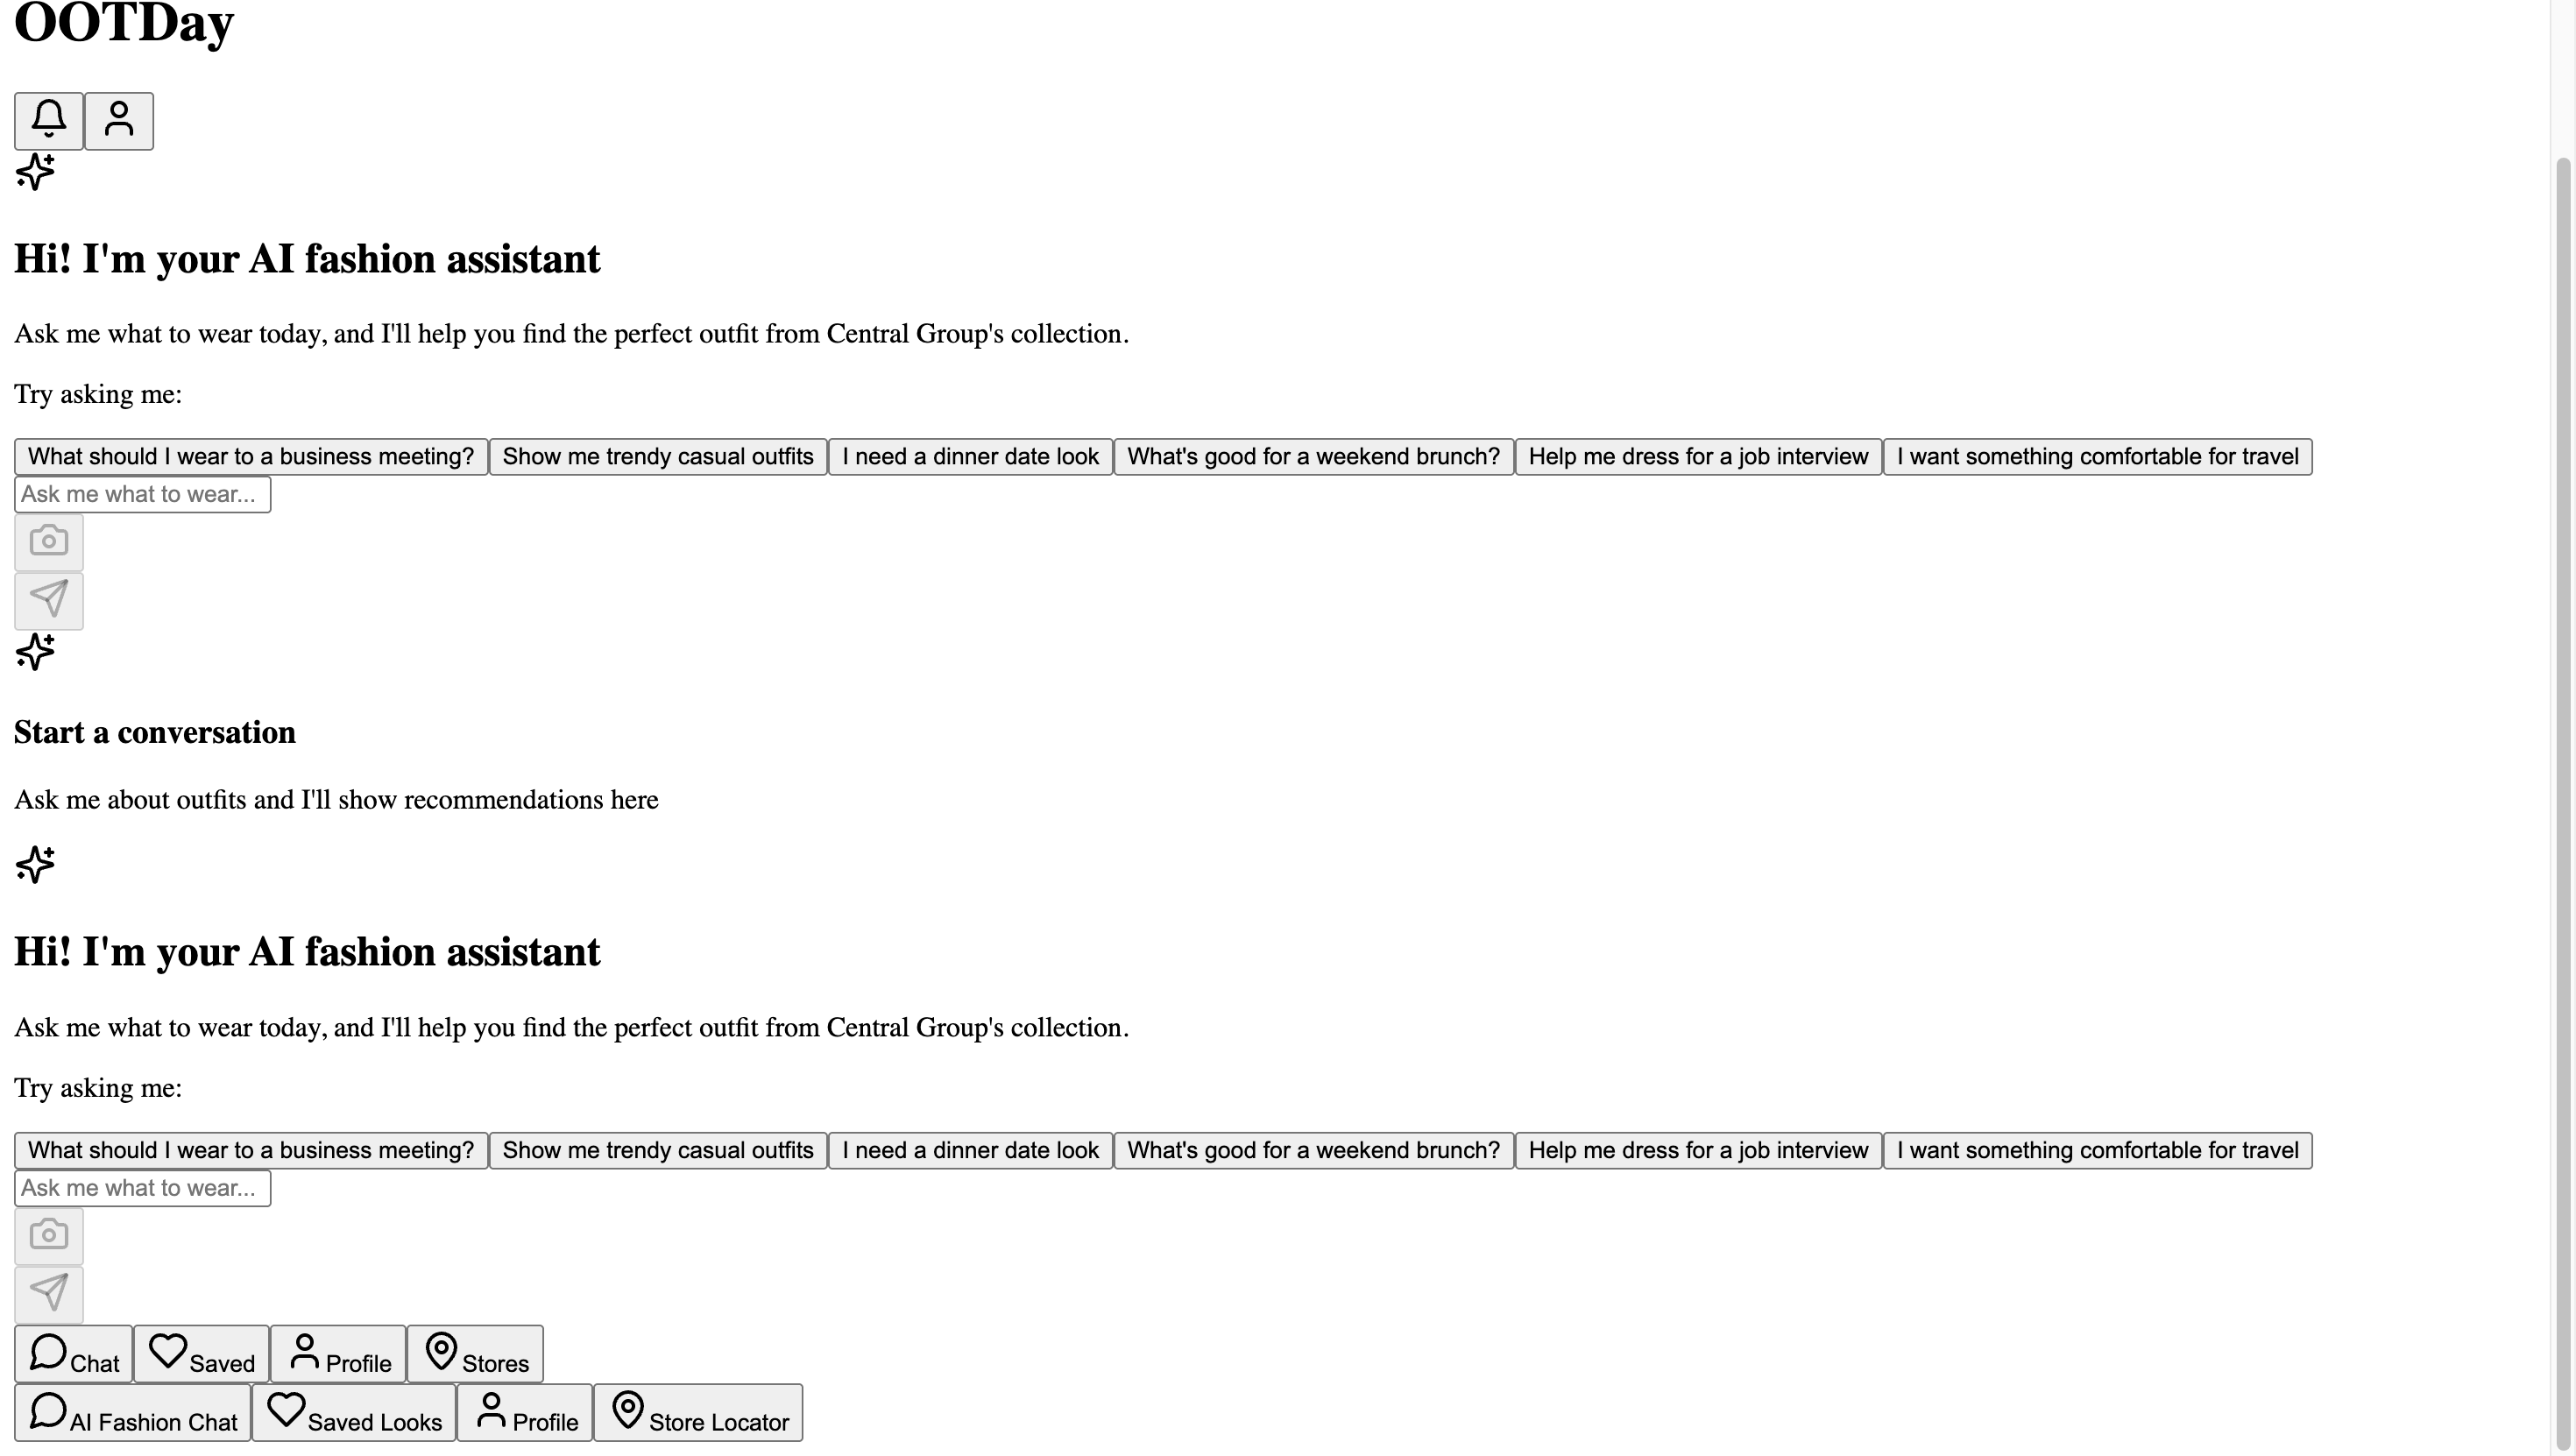 OOTDay
Hi! I'm your AI fashion assistant
Ask me what to wear today, and I'll help you find the perfect outfit from Central Group's collection.
Try asking me:
What should I wear to a business meeting? Show me trendy casual outfits I need a dinner date look What's good for a weekend brunch? Help me dress for a job interview I want something comfortable for travel
Ask me what to wear...
Start a conversation
Ask me about outfits and I'll show recommendations here
Hi! I'm your AI fashion assistant
Ask me what to wear today, and I'll help you find the perfect outfit from Central Group's collection.
Try asking me:
What should I wear to a business meeting? Show me trendy casual outfits I need a dinner date look What's good for a weekend brunch? Help me dress for a job interview I want something comfortable for travel
Ask me what to wear...
Chat Saved Profile Stores
AI Fashion Chat Saved Looks Profile Store Locator